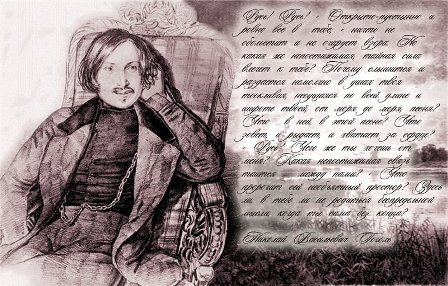 Русь! Русь! - Открыто-пустынно и
ровно все в тебе; - ничто не
обольстит и не очарует взора. Но
какая же непостижимая, тайная сила
влечет к тебе? Почему слышится и
раздается немолчно в ушах твоя
тоскливая, несущаяся по всей длине и
широте твоей, от моря до моря, песня?
Что в ней, в этой песне? Что
зовет, и рыдает, и хватает за сердце?
Русь! Чего же ты хочешь от
меня? Какая непостижимая связь
таится между нами? Что
пророчит сей необъятный простор? Здесь
ли, в тебе ли не родиться беспредельной
мысли, когда ты сама без конца?
Николай Васильевич Гоголь